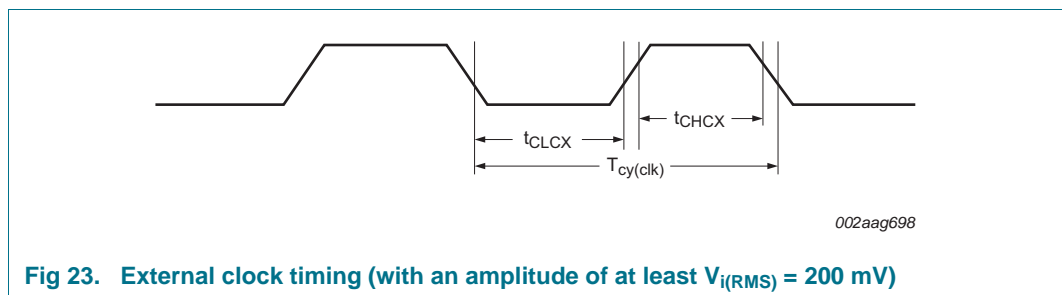 tCLCX
tCHCX
Tcy(clk)
002aag698
Fig 23. External clock timing (with an amplitude of at least Vi(RMS) = 200 mV)